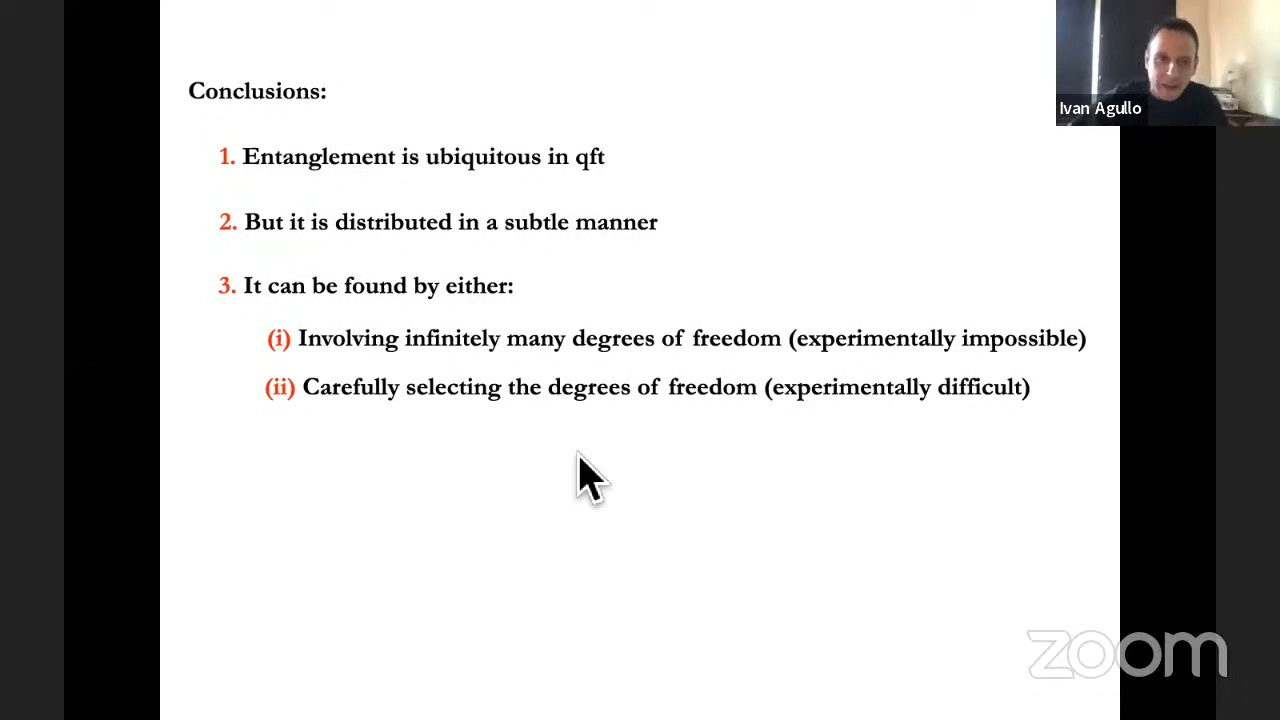 Conclusions:
Ivan Agullo
1. Entanglement is ubiquitous in qft
2. But it is distributed in a subtle manner
3. It can be found by either:
(i) Involving infinitely many degrees of freedom (experimentally impossible)
(ii) Carefully selecting the degrees of freedom (experimentally difficult)
zoom